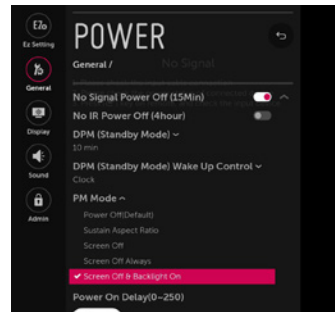 EZo
Ez Setting
POWER
General /
No Signal
General
No Signal Power Off (15Min)
No IR Power Off (4hour)
DPM (Standby Mode)
10 min
Display
DPM (Standby Mode) Wake Up Control
Clock
Sound
PM Mode
Power Off(Default)
Sustain Aspect Ratio
Admin
Screen Off
Screen Off Always
Screen Off & Backlight On
Power On Delay(0~250)